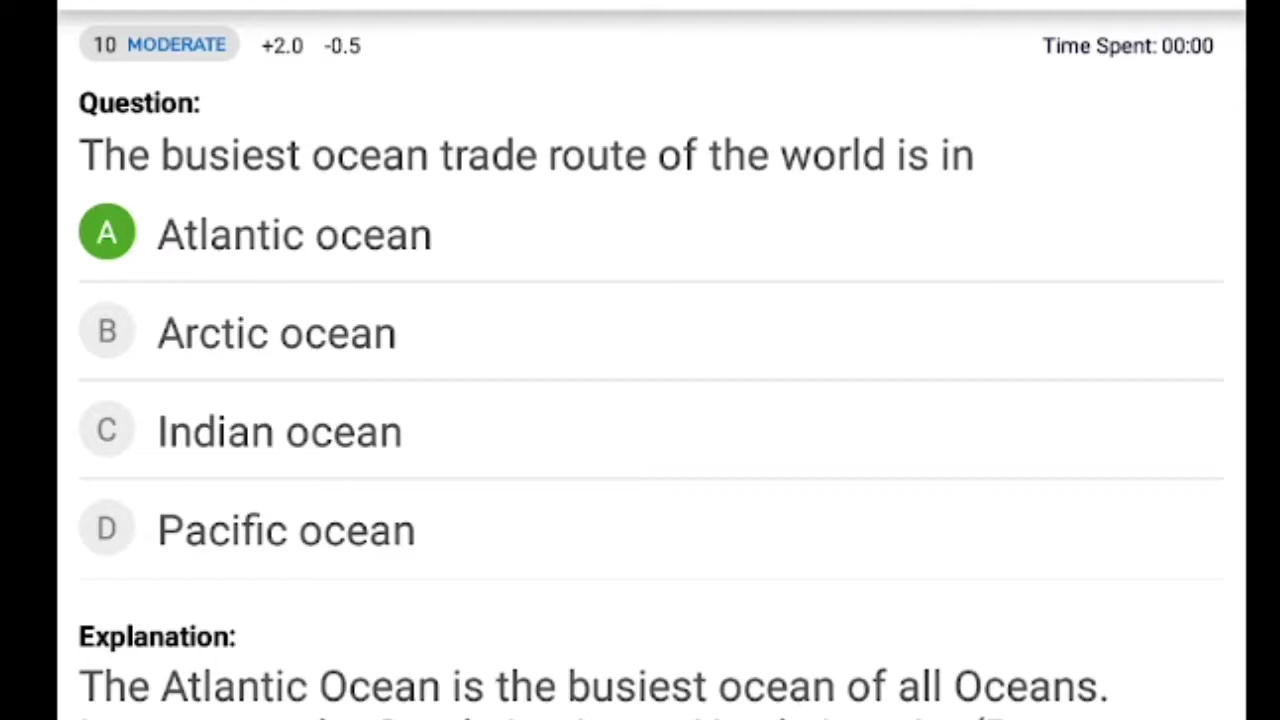 10 MODERATE +2.0 -0.5 Time Spent: 00:00
Question:
The busiest ocean trade route of the world is in
A Atlantic ocean
B Arctic ocean
C Indian ocean
D Pacific ocean
Explanation:
The Atlantic Ocean is the busiest ocean of all Oceans.